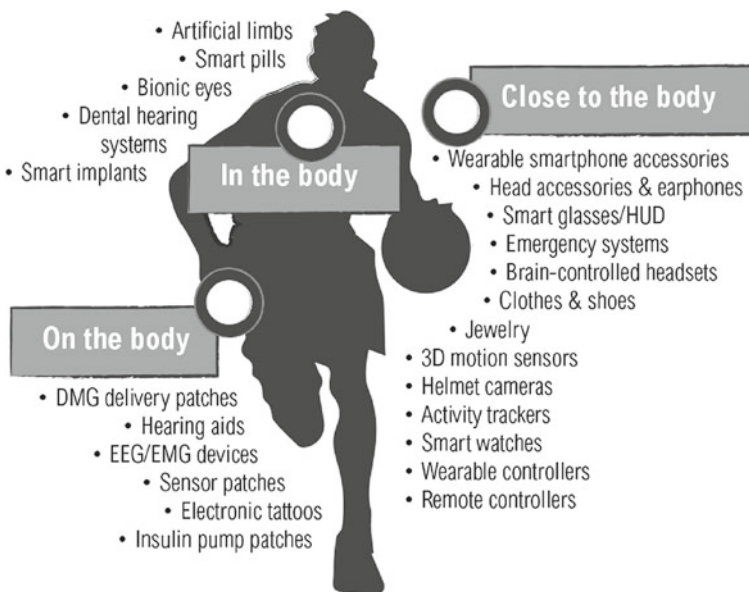 • Artificial limbs
• Smart pills
• Bionic eyes
• Dental hearing
systems
• Smart implants
In the body
Close to the body
• Wearable smartphone accessories
• Head accessories & earphones
• Smart glasses/HUD
• Emergency systems
• Brain-controlled headsets
• Clothes & shoes
• Jewelry
• 3D motion sensors
• Helmet cameras
• Activity trackers
• Smart watches
• Wearable controllers
• Remote controllers
On the body
• DMG delivery patches
• Hearing aids
• EEG/EMG devices
• Sensor patches
• Electronic tattoos
• Insulin pump patches